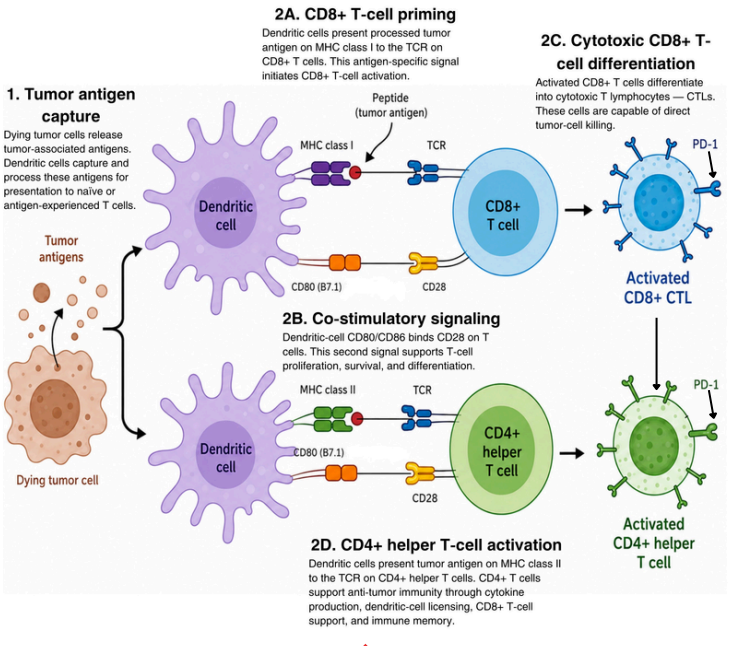 2A. CD8+ T-cell priming
Dendritic cells present processed tumor
antigen on MHC class I to the TCR on
CD8+ T cells. This antigen-specific signal
initiates CD8+ T-cell activation.
2C. Cytotoxic CD8+ T-
cell differentiation
Activated CD8+ T cells differentiate
into cytotoxic T lymphocytes — CTLs.
These cells are capable of direct
tumor-cell killing.
1. Tumor antigen
capture
Dying tumor cells release
tumor-associated antigens.
Dendritic cells capture and
process these antigens for
presentation to naïve or
antigen-experienced T cells.
Peptide
(tumor antigen)
MHC class I
TCR
PD-1
Dendritic
cell
CD8+
T cell
Tumor
antigens
Activated
CD8+ CTL
CD80 (B7.1)
CD28
2B. Co-stimulatory signaling
Dendritic-cell CD80/CD86 binds CD28 on T
cells. This second signal supports T-cell
proliferation, survival, and differentiation.
MHC class II
TCR
PD-1
Dendritic
cell
CD80 (B7.1)
CD4+
helper
T cell
CD28
Dying tumor cell
Activated
CD4+ helper
T cell
2D. CD4+ helper T-cell activation
Dendritic cells present tumor antigen on MHC class II
to the TCR on CD4+ helper T cells. CD4+ T cells
support anti-tumor immunity through cytokine
production, dendritic-cell licensing, CD8+ T-cell
support, and immune memory.